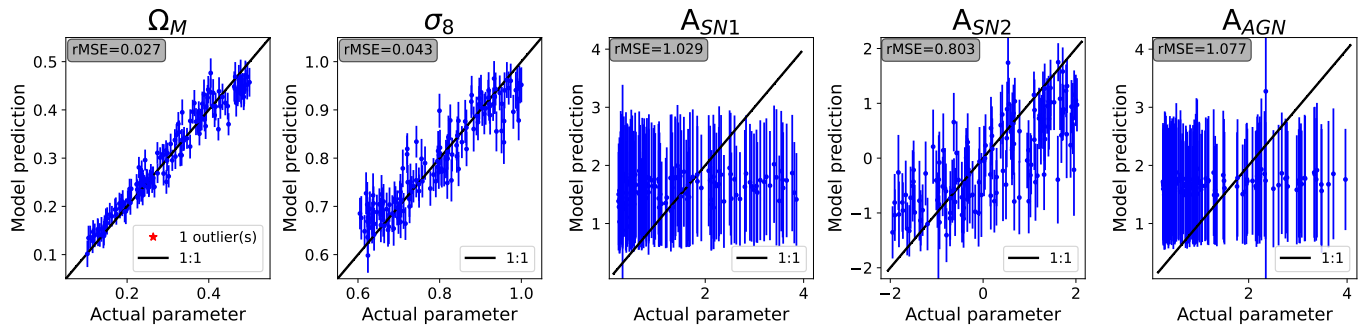 Ω_M
rMSE=0.027
Model prediction
0.5
0.4
0.3
0.2
0.1
1 outlier(s)
1:1
0.2 0.4
Actual parameter
σ_8
rMSE=0.043
Model prediction
1.0
0.9
0.8
0.7
0.6
1:1
0.6 0.8 1.0
Actual parameter
A_SN1
rMSE=1.029
Model prediction
4
3
2
1
1:1
2 4
Actual parameter
A_SN2
rMSE=0.803
Model prediction
2
1
0
−1
−2
1:1
−2 0 2
Actual parameter
A_AGN
rMSE=1.077
Model prediction
4
3
2
1
1:1
2 4
Actual parameter